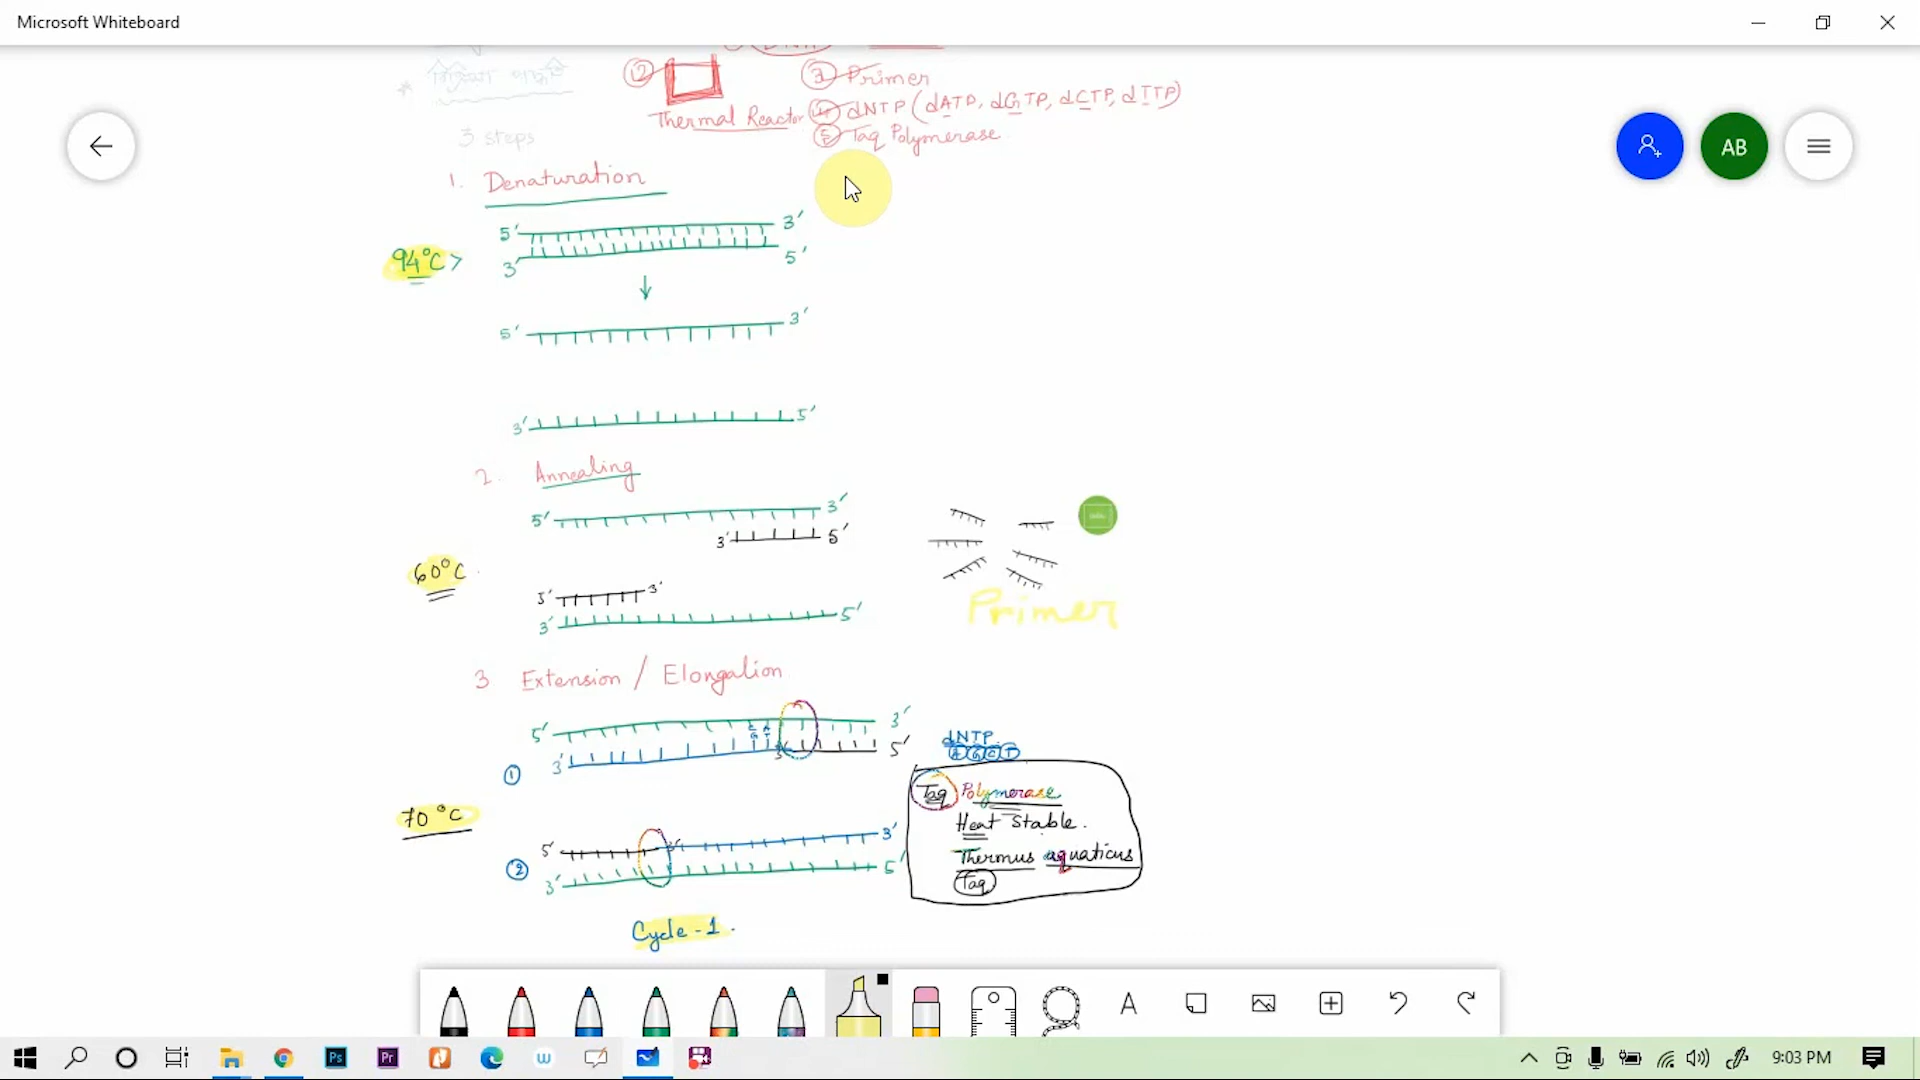 Microsoft Whiteboard
Primer
Thermal Reactor
dNTP (dATP, dGTP, dCTP, dTTP)
Taq Polymerase
3 steps
AB
1. Denaturation
5' 3'
94°C >
3' 5'
5' 3'
3' 5'
2. Annealing
5' 3'
3' 5'
60°C
5' 3'
3' 5'
Primer
3 Extension / Elongation
5' 3'
3' 3' 5'
①
dNTP
A G C T
Taq Polymerase
70°C
Heat Stable.
5' 3' 3'
②
3' 5'
Thermus aquaticus
Taq
Cycle-1.
A
Ps
Pr
w
9:03 PM